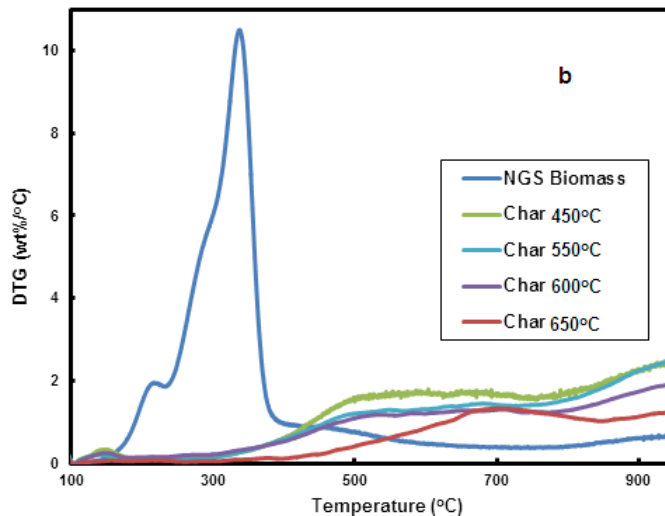 10
8
6
4
2
0
DTG (wt%/°C)
b
NGS Biomass
Char 450°C
Char 550°C
Char 600°C
Char 650°C
100 300 500 700 900
Temperature (°C)